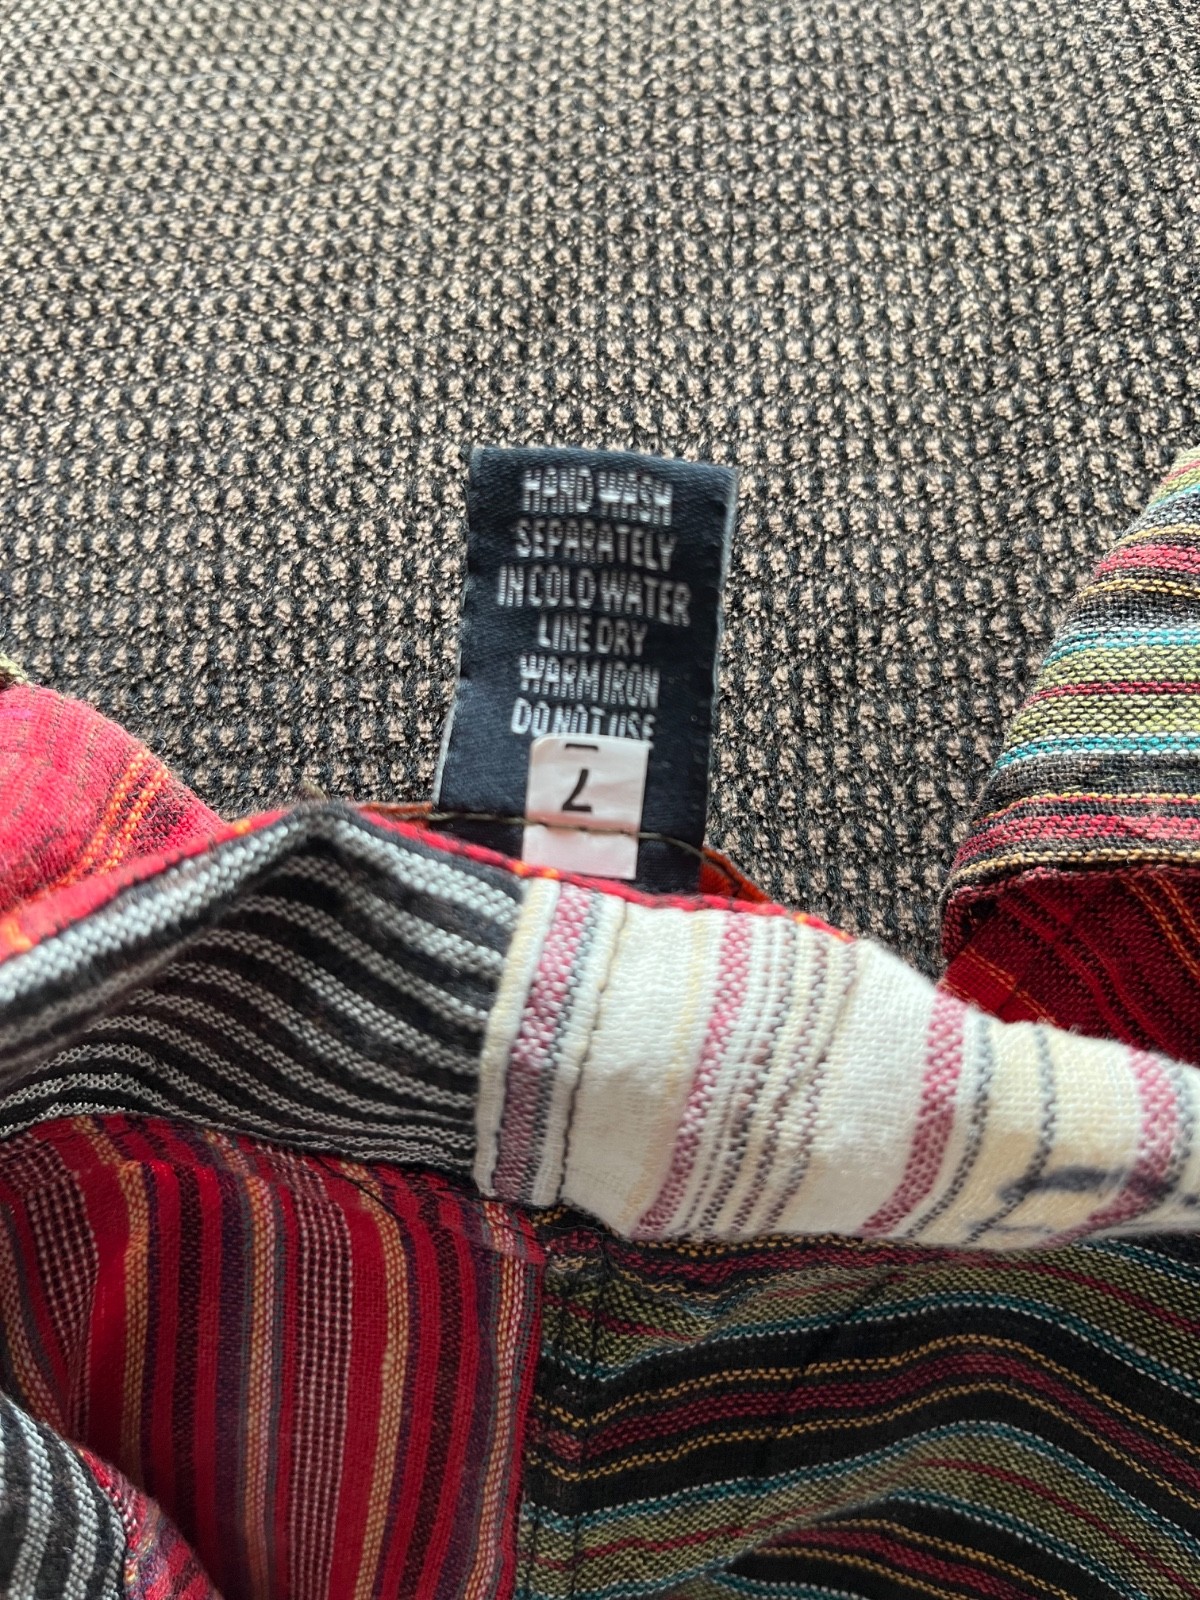 HAND WASH
SEPARATELY
IN COLD WATER
LINE DRY
WARM IRON
DO NOT USE